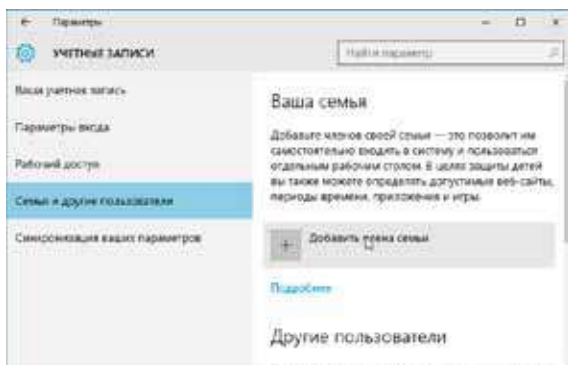 Параметры
УЧЕТНЫЕ ЗАПИСИ
Найти параметр
Ваша учетная запись
Параметры входа
Рабочий доступ
Семья и другие пользователи
Синхронизация ваших параметров
Ваша семья
Добавьте членов своей семьи — это позволит им
самостоятельно входить в систему и пользоваться
отдельным рабочим столом. В целях защиты детей
вы также можете определять допустимые веб-сайты,
периоды времени, приложения и игры.
+ Добавить члена семьи
Подробнее
Другие пользователи